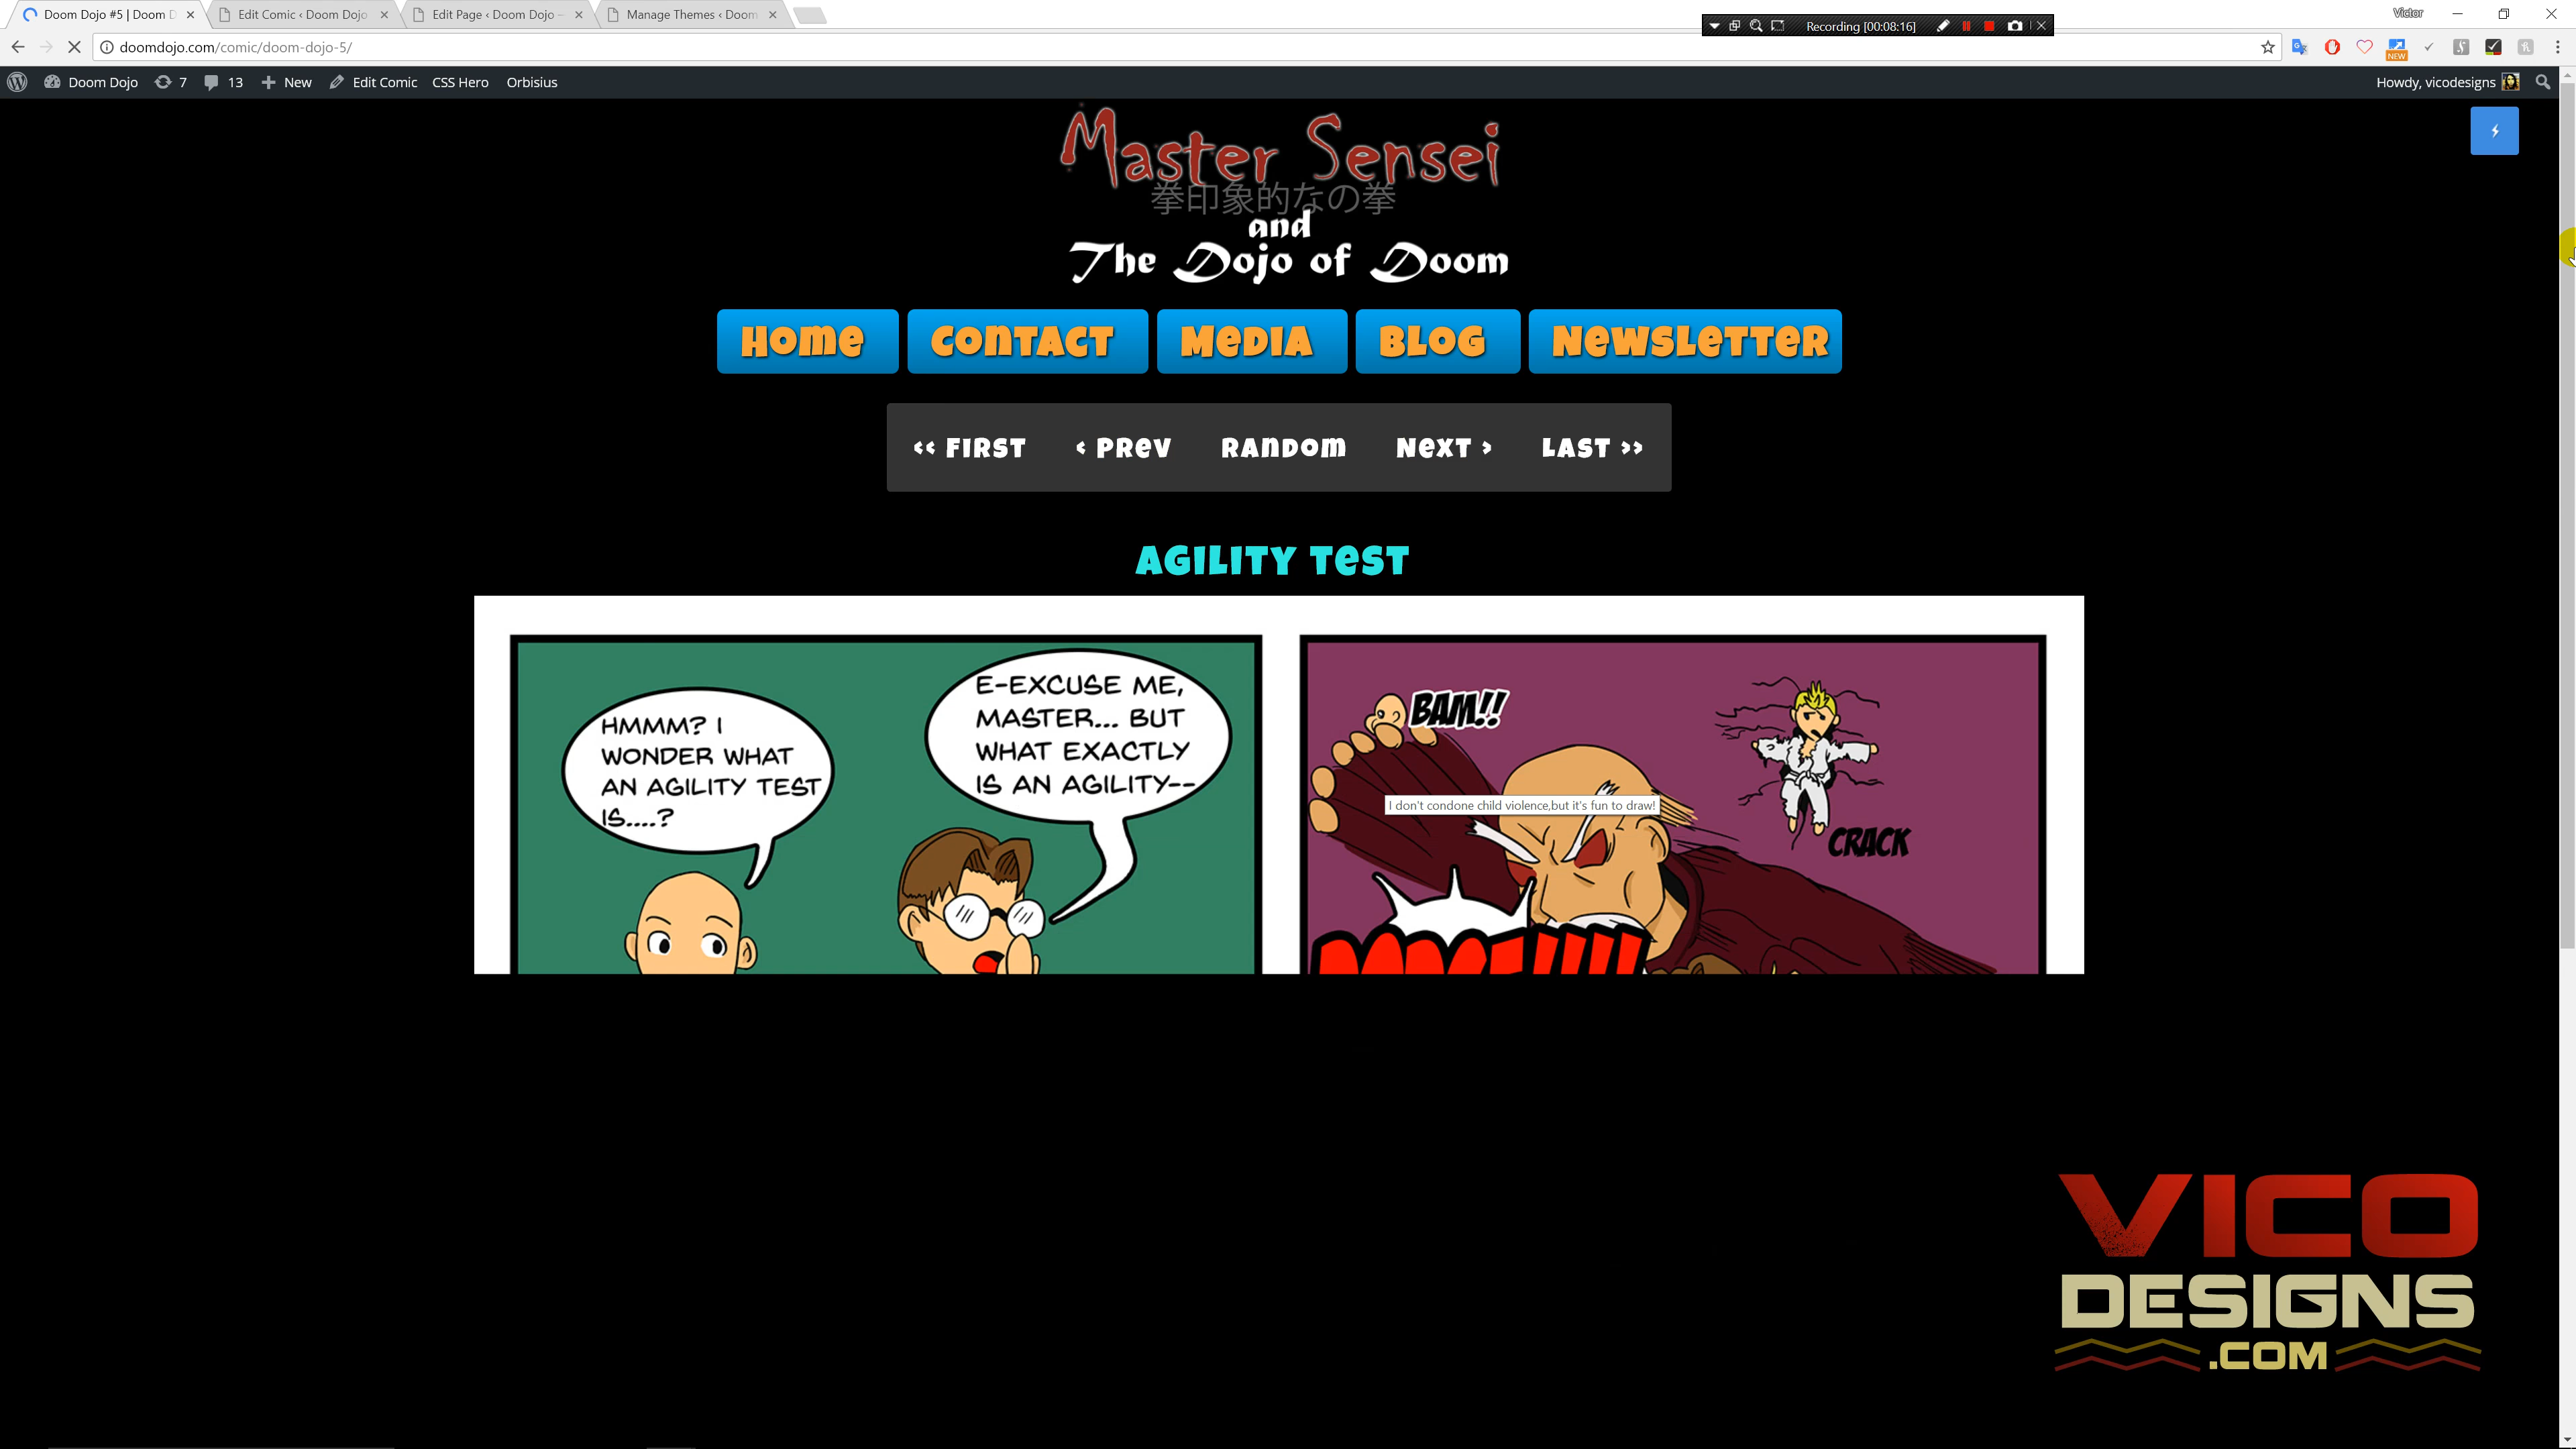 Doom Dojo #5 | Doom D
Edit Comic ‹ Doom Dojo
Edit Page ‹ Doom Dojo —
Manage Themes ‹ Doom
Victor
Recording [00:08:16]
doomdojo.com/comic/doom-dojo-5/
NEW
Doom Dojo 7 13 New Edit Comic CSS Hero Orbisius
Howdy, vicodesigns
Master Sensei
拳印象的なの拳
and
The Dojo of Doom
Home Contact Media Blog Newsletter
<< First < Prev Random Next > Last >>
Agility Test
HMMM? I
WONDER WHAT
AN AGILITY TEST
IS....?
E-EXCUSE ME,
MASTER... BUT
WHAT EXACTLY
IS AN AGILITY--
BAM!!
I don't condone child violence,but it's fun to draw!
CRACK
VICO
DESIGNS
.COM